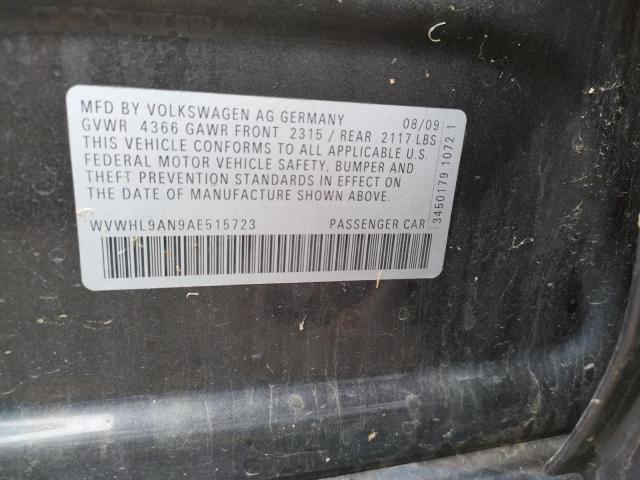 MFD BY VOLKSWAGEN AG GERMANY 08/09
GVWR 4366 GAWR FRONT 2315 / REAR 2117 LBS
THIS VEHICLE CONFORMS TO ALL APPLICABLE U.S.
FEDERAL MOTOR VEHICLE SAFETY, BUMPER AND
THEFT PREVENTION STANDARDS IN EFFECT ON
THE DATE OF MANUFACTURE SHOWN ABOVE.
WVWHL9AN9AE515723 PASSENGER CAR
3450179 1072 1